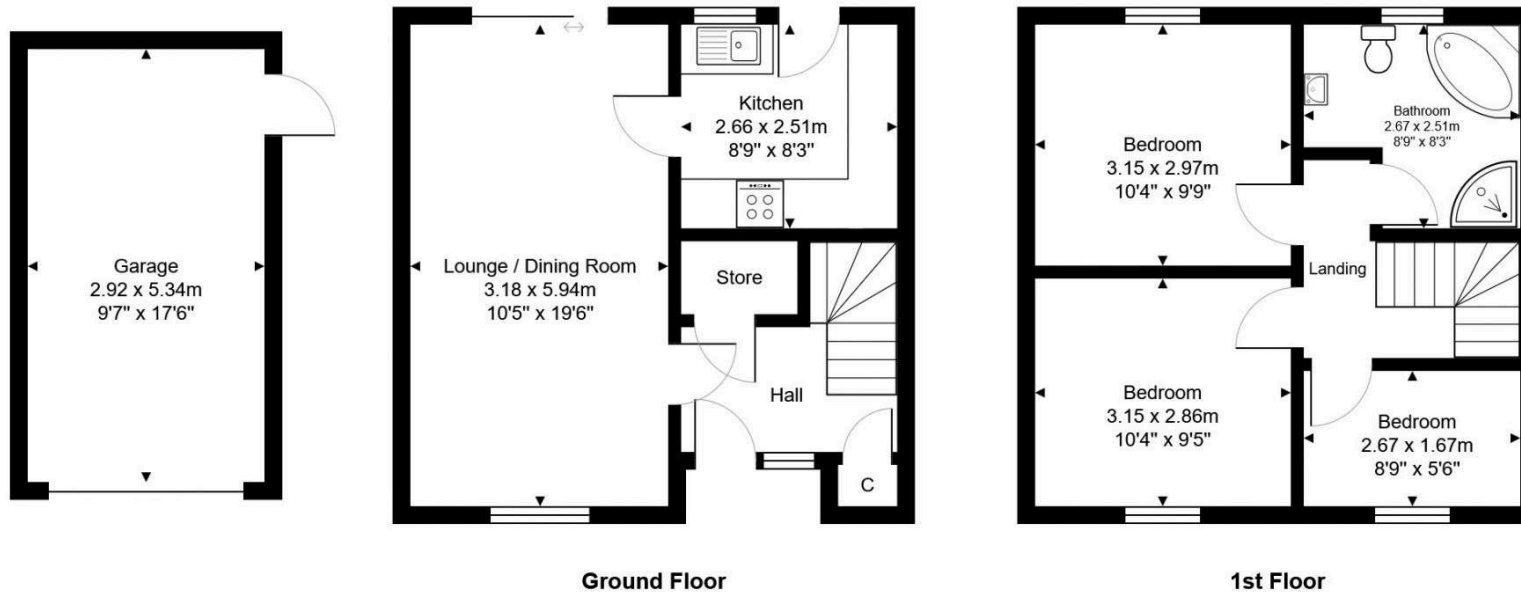 Garage
2.92 x 5.34m
9'7" x 17'6"
Lounge / Dining Room
3.18 x 5.94m
10'5" x 19'6"
Kitchen
2.66 x 2.51m
8'9" x 8'3"
Store
Hall
C
Ground Floor
Bedroom
3.15 x 2.97m
10'4" x 9'9"
Bathroom
2.67 x 2.51m
8'9" x 8'3"
Landing
Bedroom
3.15 x 2.86m
10'4" x 9'5"
Bedroom
2.67 x 1.67m
8'9" x 5'6"
1st Floor